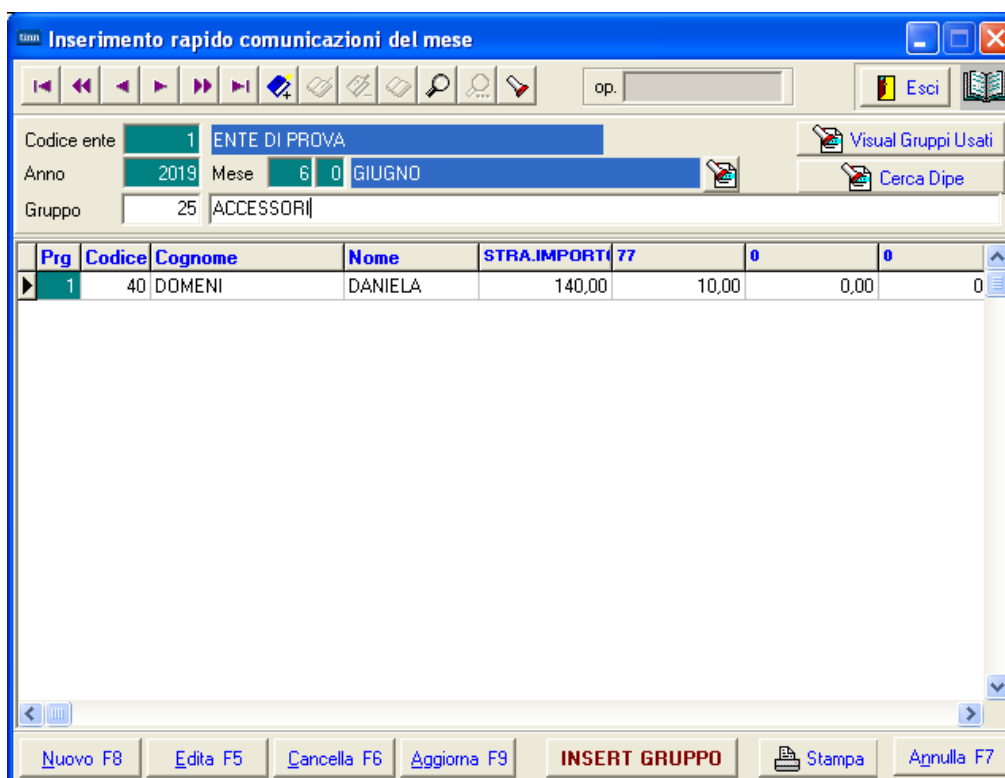 tinn Inserimento rapido comunicazioni del mese
op. Esci
Codice ente 1 ENTE DI PROVA Visual Gruppi Usati
Anno 2019 Mese 6 0 GIUGNO Cerca Dipe
Gruppo 25 ACCESSORI
Prg Codice Cognome Nome STRA.IMPORT( 77 0 0
1 40 DOMENI DANIELA 140,00 10,00 0,00 0
Nuovo F8 Edita F5 Cancella F6 Aggiorna F9 INSERT GRUPPO Stampa Annulla F7